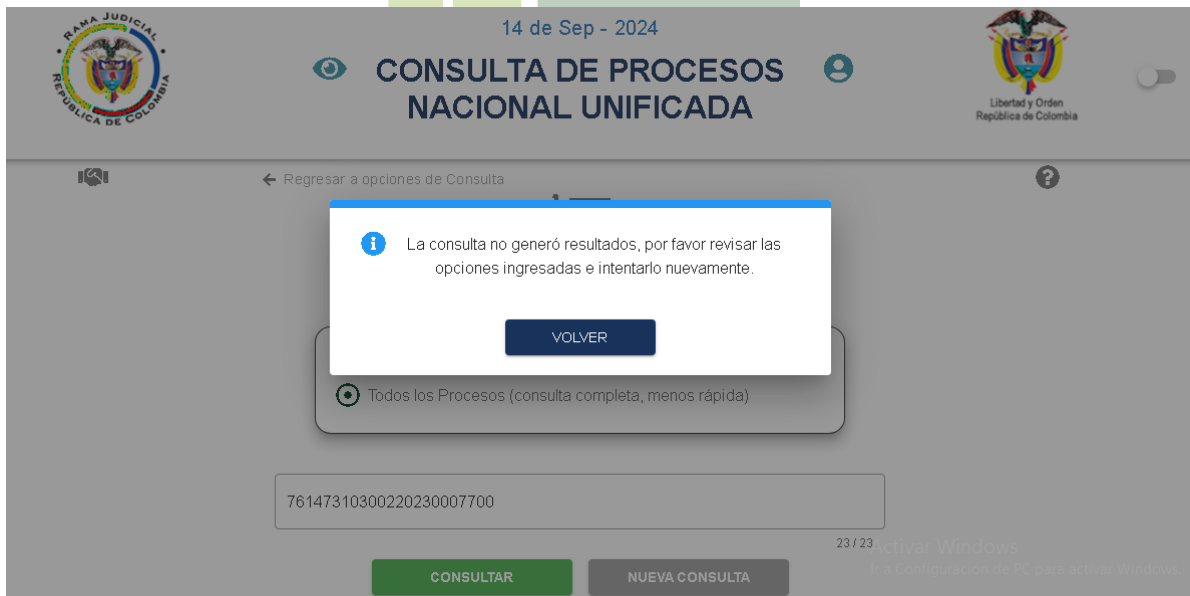 RAMA JUDICIAL
REPÚBLICA DE COLOMBIA
14 de Sep - 2024
CONSULTA DE PROCESOS
NACIONAL UNIFICADA
Libertad y Orden
República de Colombia
Regresar a opciones de Consulta
La consulta no generó resultados, por favor revisar las
opciones ingresadas e intentarlo nuevamente.
VOLVER
Todos los Procesos (consulta completa, menos rápida)
76147310300220230007700
23 / 23
Activar Windows
Ir a Configuración de PC para activar Windows.
CONSULTAR
NUEVA CONSULTA